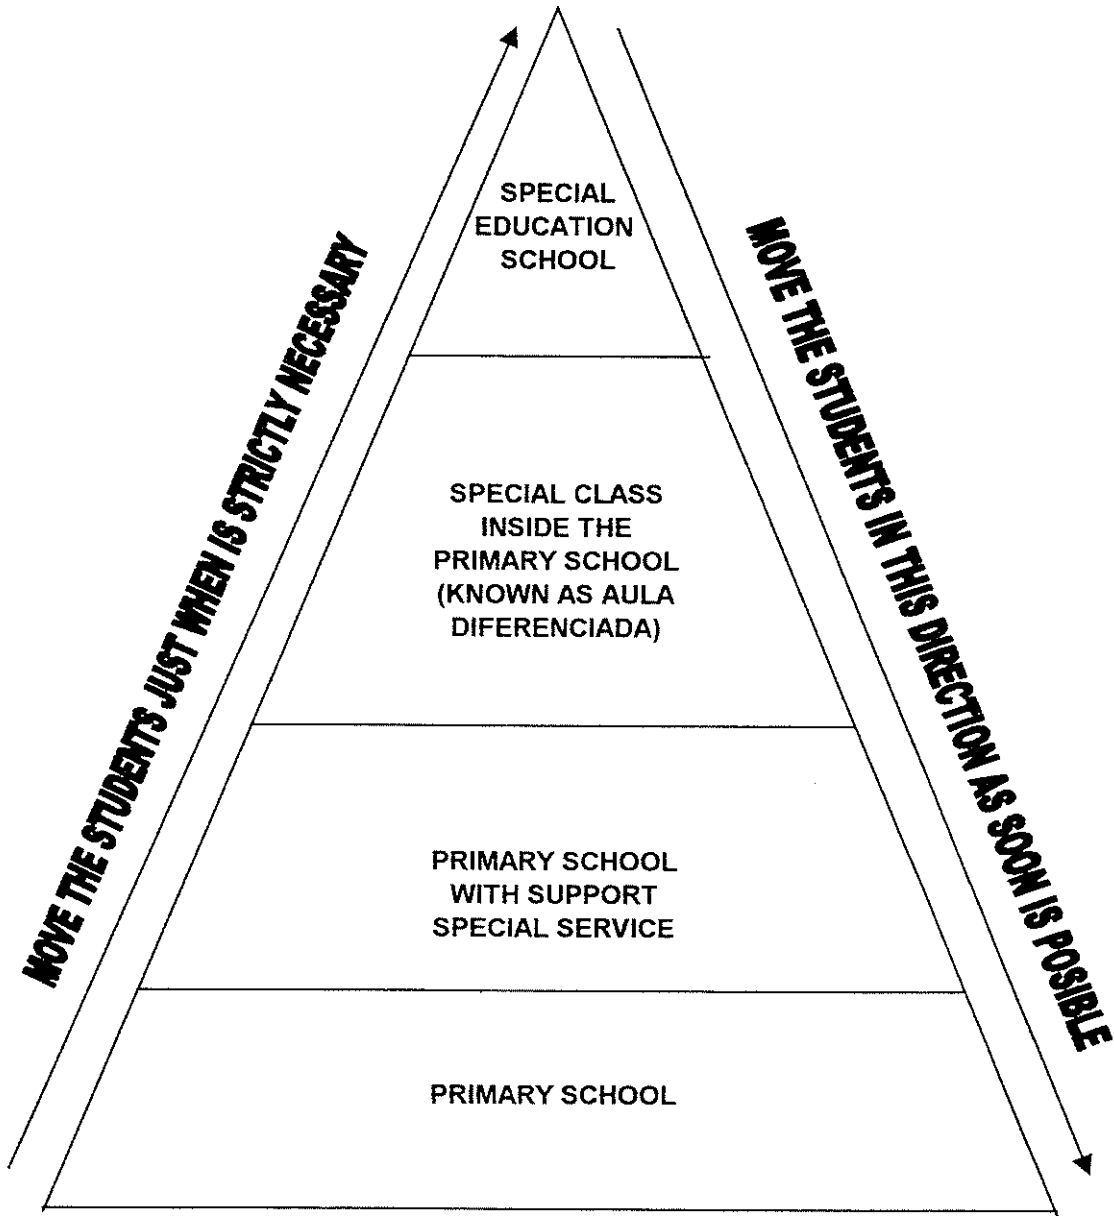 SPECIAL
EDUCATION
SCHOOL
MOVE THE STUDENTS JUST WHEN IS STRICTLY NECESSARY
MOVE THE STUDENTS IN THIS DIRECTION AS SOON IS POSIBLE
SPECIAL CLASS
INSIDE THE
PRIMARY SCHOOL
(KNOWN AS AULA
DIFERENCIADA)
PRIMARY SCHOOL
WITH SUPPORT
SPECIAL SERVICE
PRIMARY SCHOOL